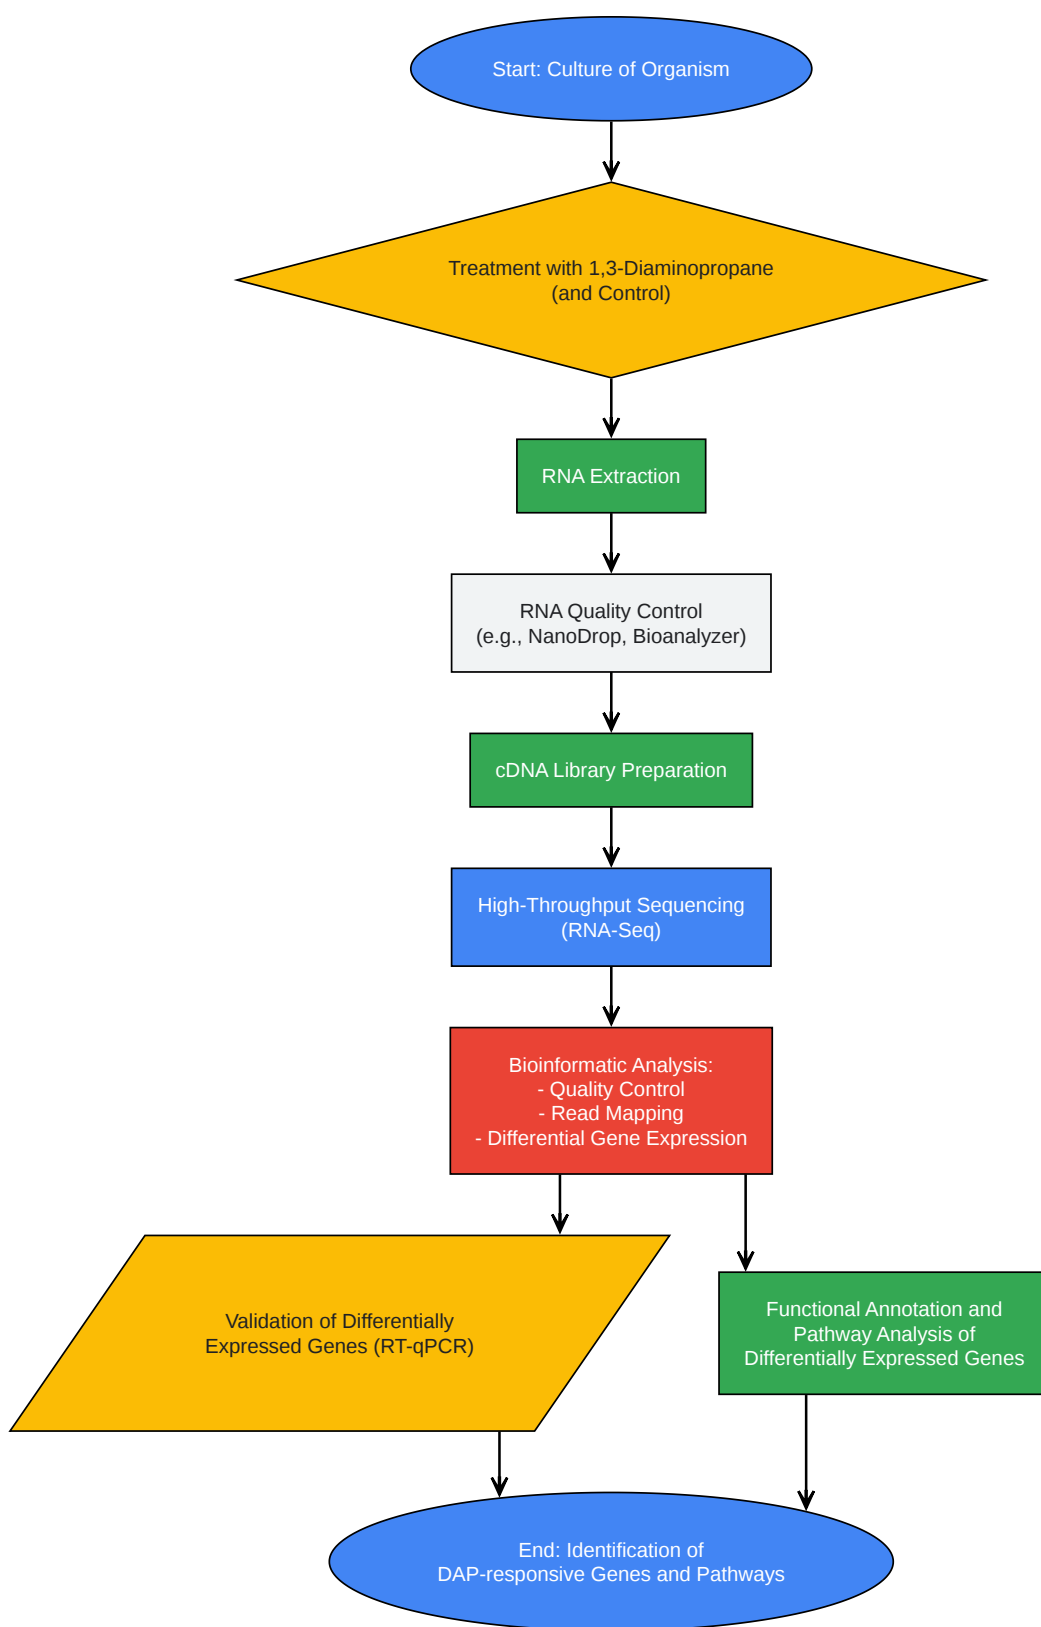 Start: Culture of Organism
Treatment with 1,3-Diaminopropane
(and Control)
RNA Extraction
RNA Quality Control
(e.g., NanoDrop, Bioanalyzer)
cDNA Library Preparation
High-Throughput Sequencing
(RNA-Seq)
Bioinformatic Analysis:
- Quality Control
- Read Mapping
- Differential Gene Expression
Validation of Differentially
Expressed Genes (RT-qPCR)
Functional Annotation and
Pathway Analysis of
Differentially Expressed Genes
End: Identification of
DAP-responsive Genes and Pathways